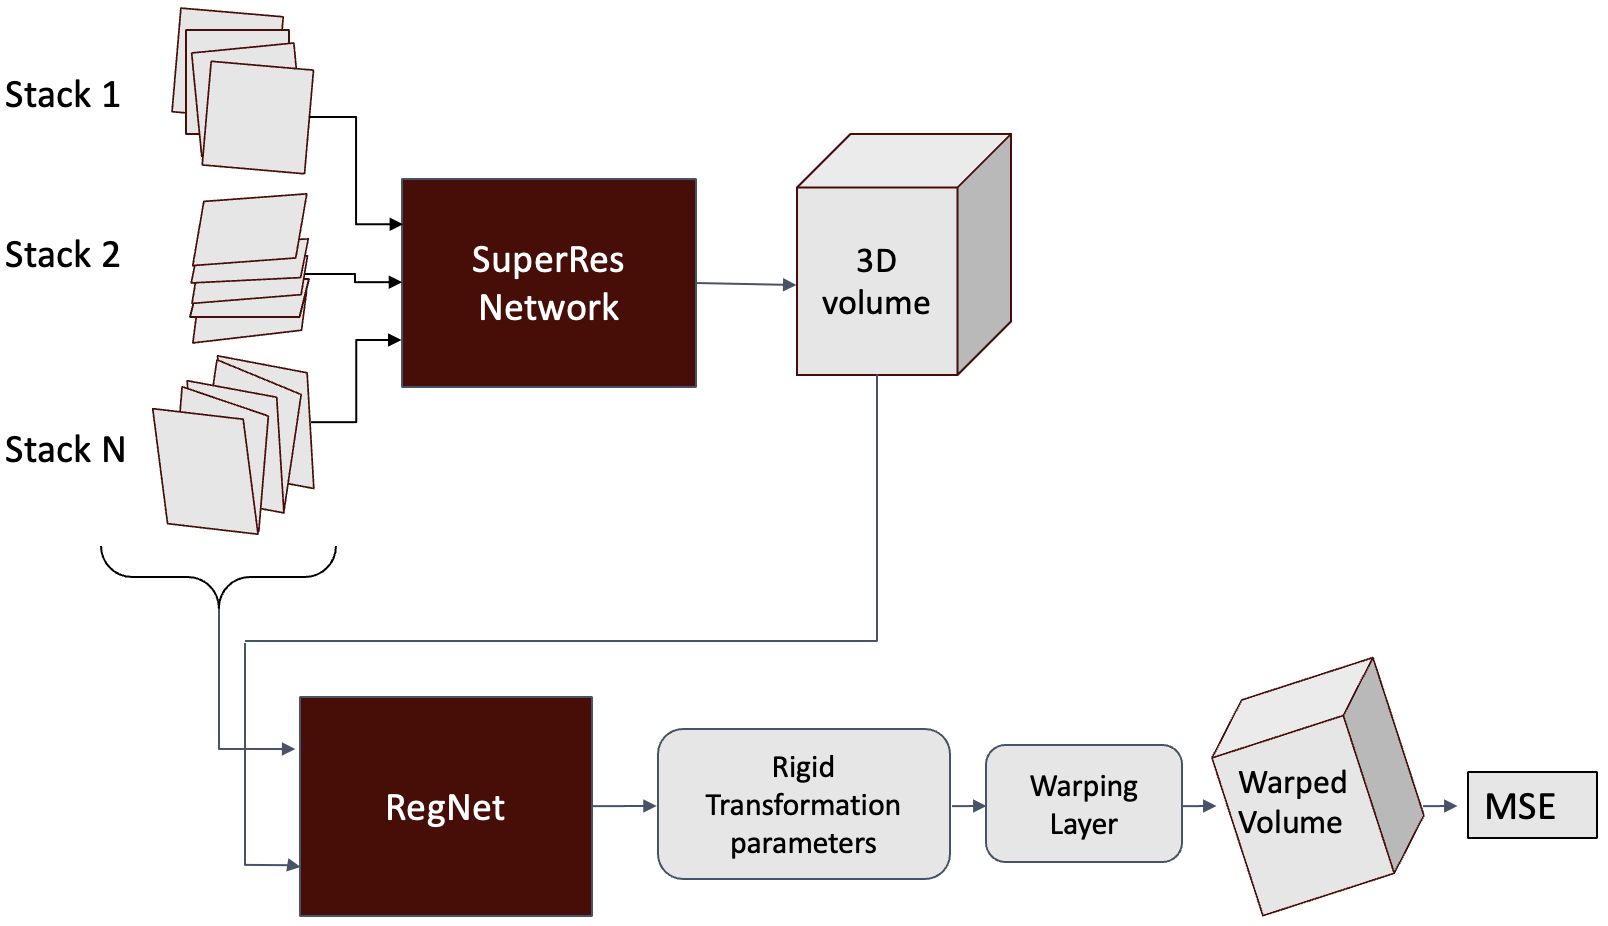 Stack 1
Stack 2
Stack N
SuperRes
Network
3D
volume
RegNet
Rigid
Transformation
parameters
Warping
Layer
Warped
Volume
MSE